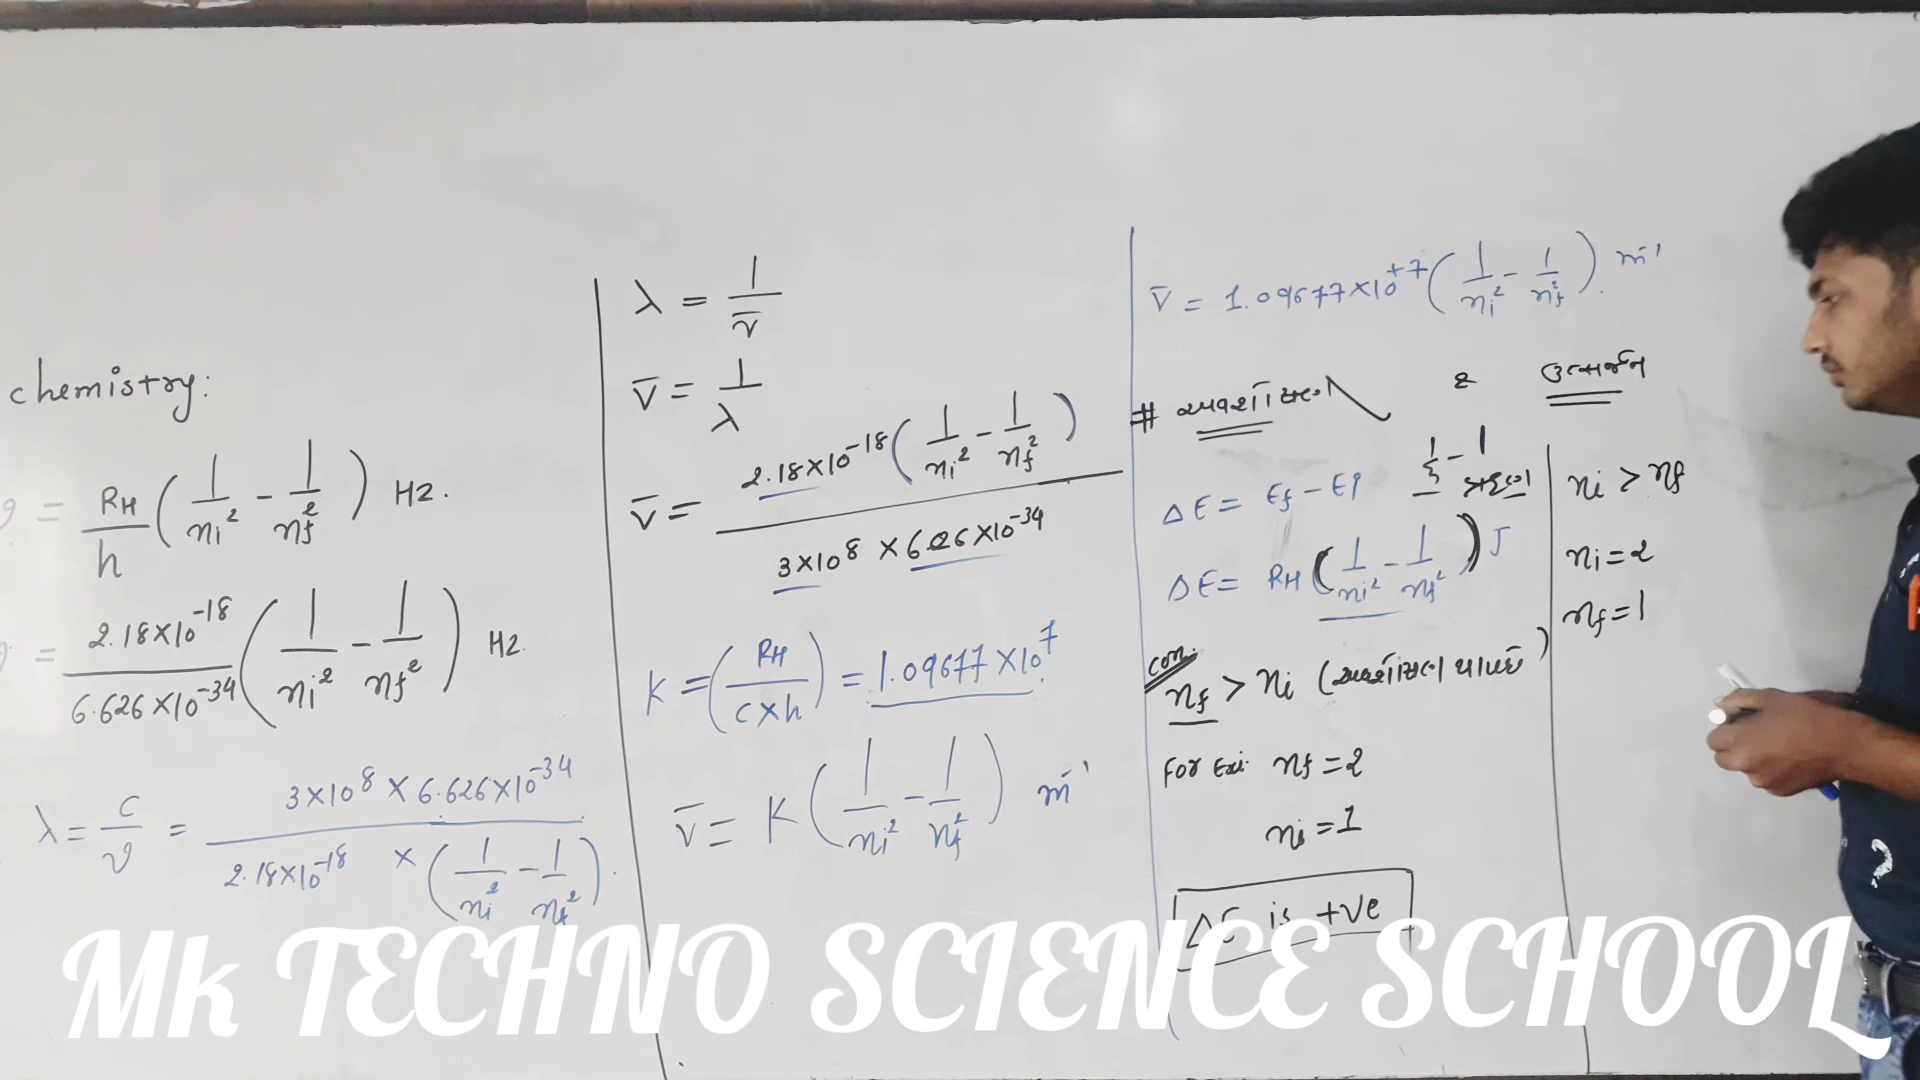 chemistry:
ϑ = RH/h (1/ni² - 1/nf²) HZ.
ϑ = 2.18×10⁻¹⁸/6.626×10⁻³⁴ (1/ni² - 1/nf²) HZ
λ = c/ϑ = 3×10⁸ × 6.626×10⁻³⁴ / 2.18×10⁻¹⁸ × (1/ni² - 1/nf²).
λ = 1/v̄
v̄ = 1/λ
v̄ = 2.18×10⁻¹⁸ (1/ni² - 1/nf²) / 3×10⁸ × 6.626×10⁻³⁴
K = (RH/c×h) = 1.09677×10⁷.
v̄ = K (1/ni² - 1/nf²) m⁻¹
v̄ = 1.09677×10⁺⁷ (1/ni² - 1/nf²). m⁻¹
# &
ઉત્સર્જન
ΔE = Ef - Ei
ΔE = RH (1/ni² - 1/nf²) J
con.
nf > ni
For Ex: nf = 2
ni = 1
ΔE is +ve
ni > nf
ni = 2
nf = 1
Mk TECHNO SCIENCE SCHOOL